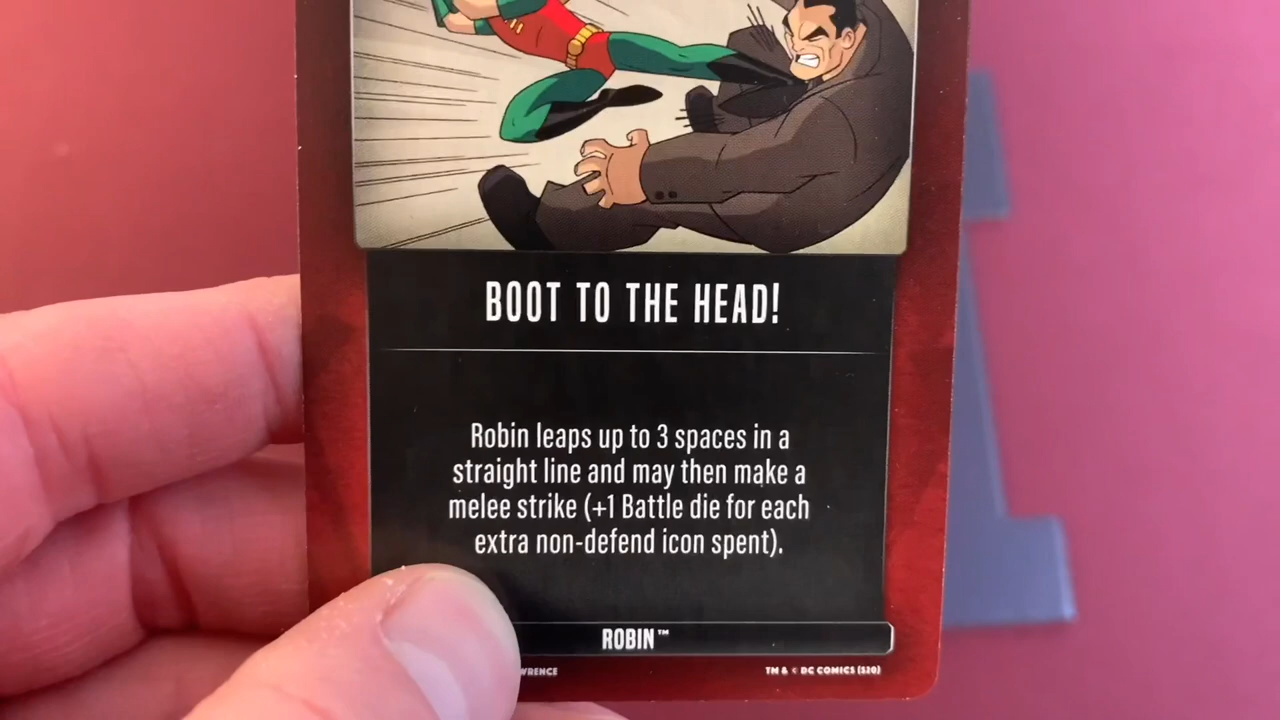 BOOT TO THE HEAD!
Robin leaps up to 3 spaces in a
straight line and may then make a
melee strike (+1 Battle die for each
extra non-defend icon spent).
ROBIN™
TM & © DC COMICS (S20)